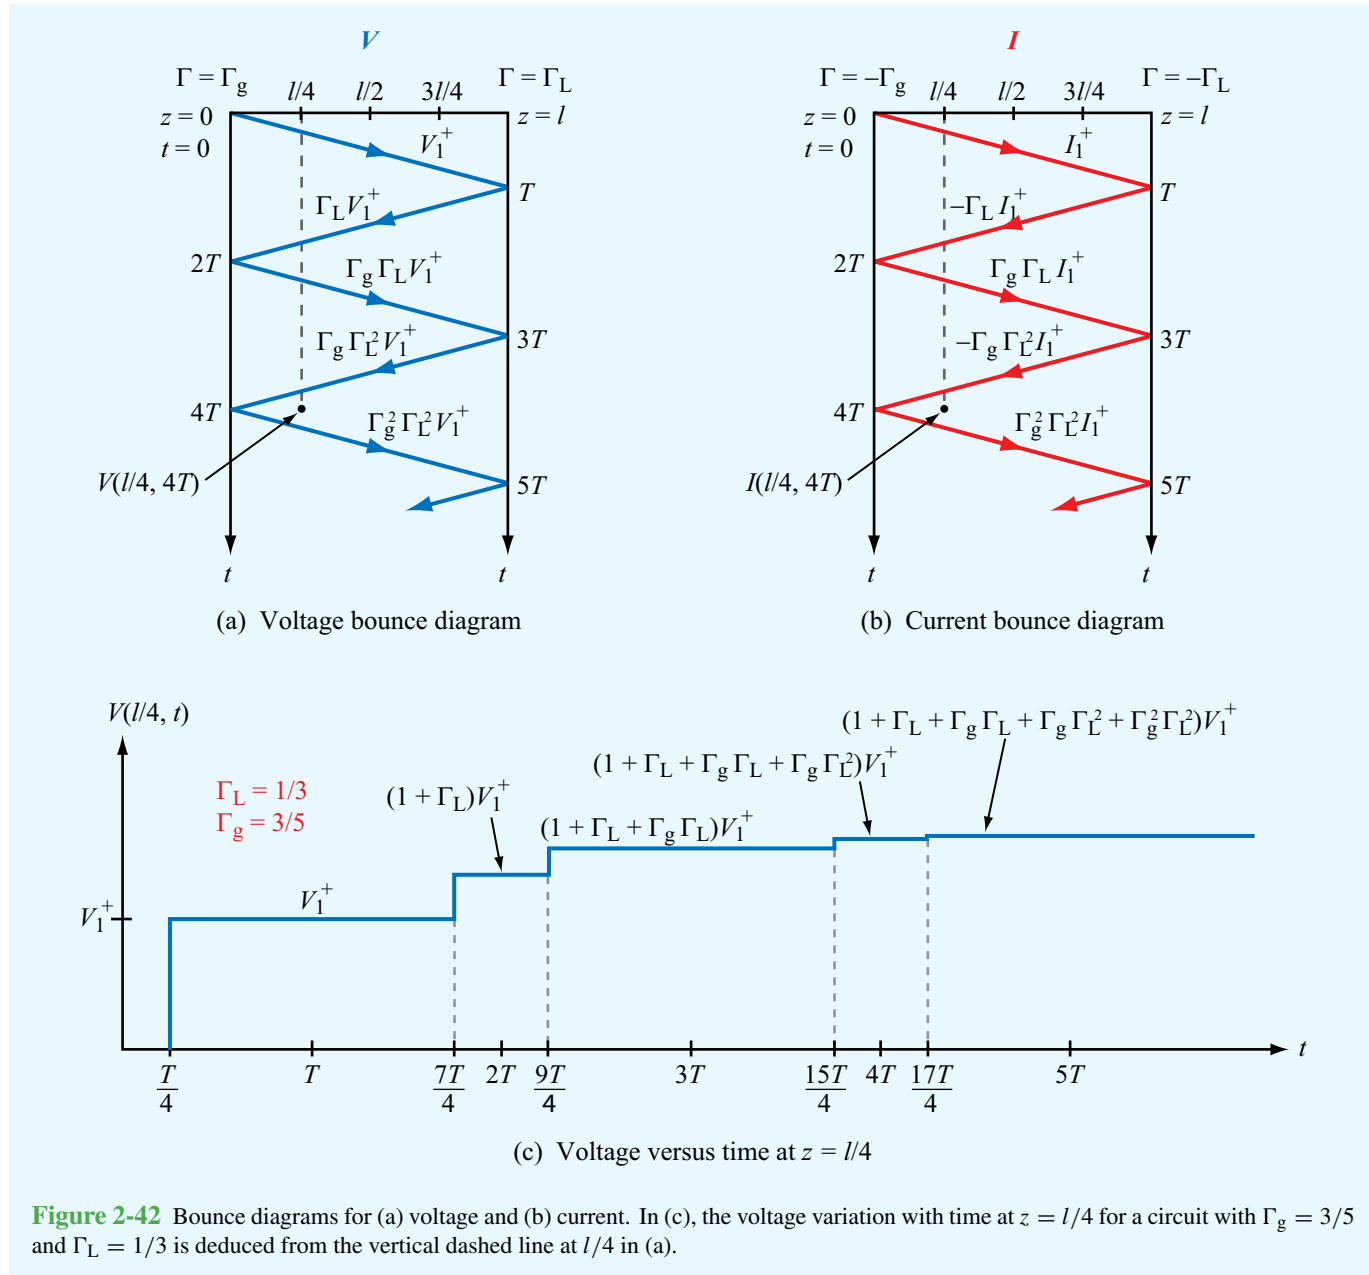 V
Γ = Γg l/4 l/2 3l/4 Γ = ΓL
z = 0 z = l
t = 0
V₁⁺
T
ΓLV₁⁺
2T
ΓgΓLV₁⁺
3T
ΓgΓL²V₁⁺
4T
Γg²ΓL²V₁⁺
V(l/4, 4T)
5T
t t
(a) Voltage bounce diagram
I
Γ = –Γg l/4 l/2 3l/4 Γ = –ΓL
z = 0 z = l
t = 0
I₁⁺
T
–ΓLI₁⁺
2T
ΓgΓLI₁⁺
3T
–ΓgΓL²I₁⁺
4T
Γg²ΓL²I₁⁺
I(l/4, 4T)
5T
t t
(b) Current bounce diagram
V(l/4, t)
(1 + ΓL + ΓgΓL + ΓgΓL² + Γg²ΓL²)V₁⁺
(1 + ΓL + ΓgΓL + ΓgΓL²)V₁⁺
ΓL = 1/3
Γg = 3/5
(1 + ΓL)V₁⁺
(1 + ΓL + ΓgΓL)V₁⁺
V₁⁺
V₁⁺
t
T/4 T 7T/4 2T 9T/4 3T 15T/4 4T 17T/4 5T
(c) Voltage versus time at z = l/4
Figure 2-42 Bounce diagrams for (a) voltage and (b) current. In (c), the voltage variation with time at z = l/4 for a circuit with Γg = 3/5
and ΓL = 1/3 is deduced from the vertical dashed line at l/4 in (a).